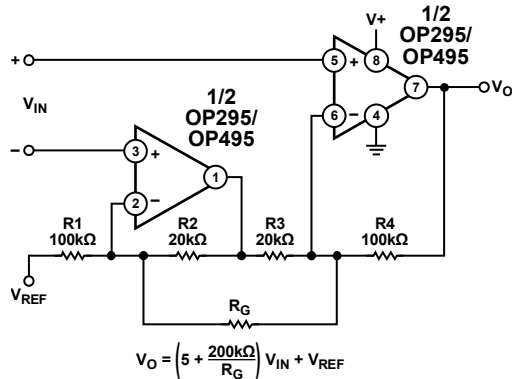 1/2
OP295/
OP495
V+
+
5
+
8
7
VO
VIN
6
−
4
1/2
OP295/
OP495
−
3
+
1
2
−
R1
100kΩ
R2
20kΩ
R3
20kΩ
R4
100kΩ
VREF
RG
VO = (5 + 200kΩ/RG) VIN + VREF